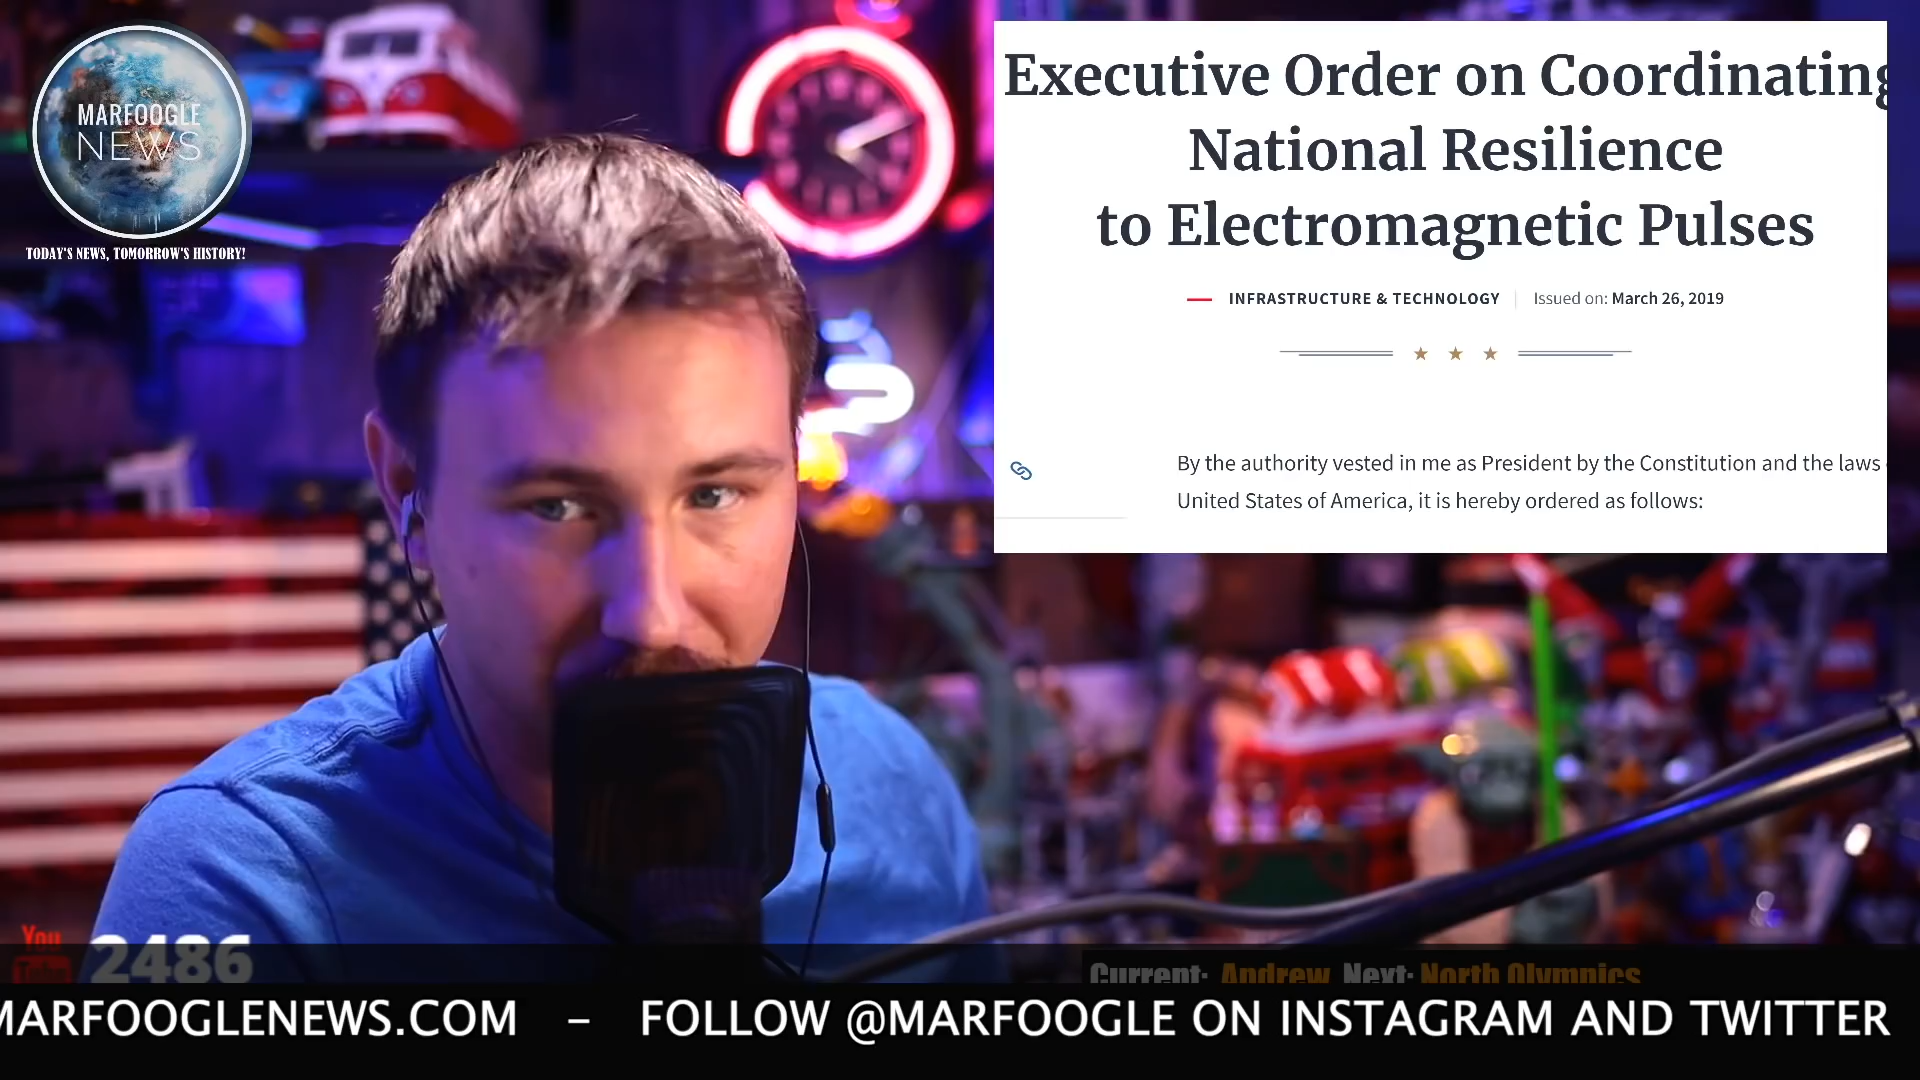 MARFOOGLE
NEWS
TODAY'S NEWS, TOMORROW'S HISTORY!
Executive Order on Coordinating
National Resilience
to Electromagnetic Pulses
INFRASTRUCTURE & TECHNOLOGY
Issued on: March 26, 2019
By the authority vested in me as President by the Constitution and the laws
United States of America, it is hereby ordered as follows:
You
Tube
2486
Current: Andrew Next: North Olympics
MARFOOGLENEWS.COM – FOLLOW @MARFOOGLE ON INSTAGRAM AND TWITTER